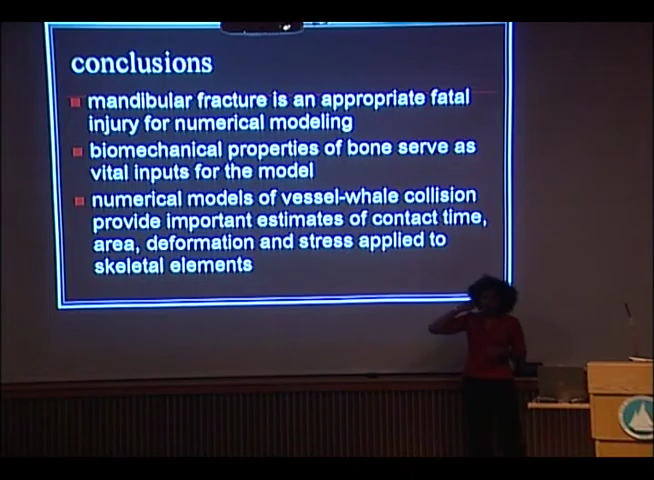 conclusions
mandibular fracture is an appropriate fatal
injury for numerical modeling
biomechanical properties of bone serve as
vital inputs for the model
numerical models of vessel-whale collision
provide important estimates of contact time,
area, deformation and stress applied to
skeletal elements